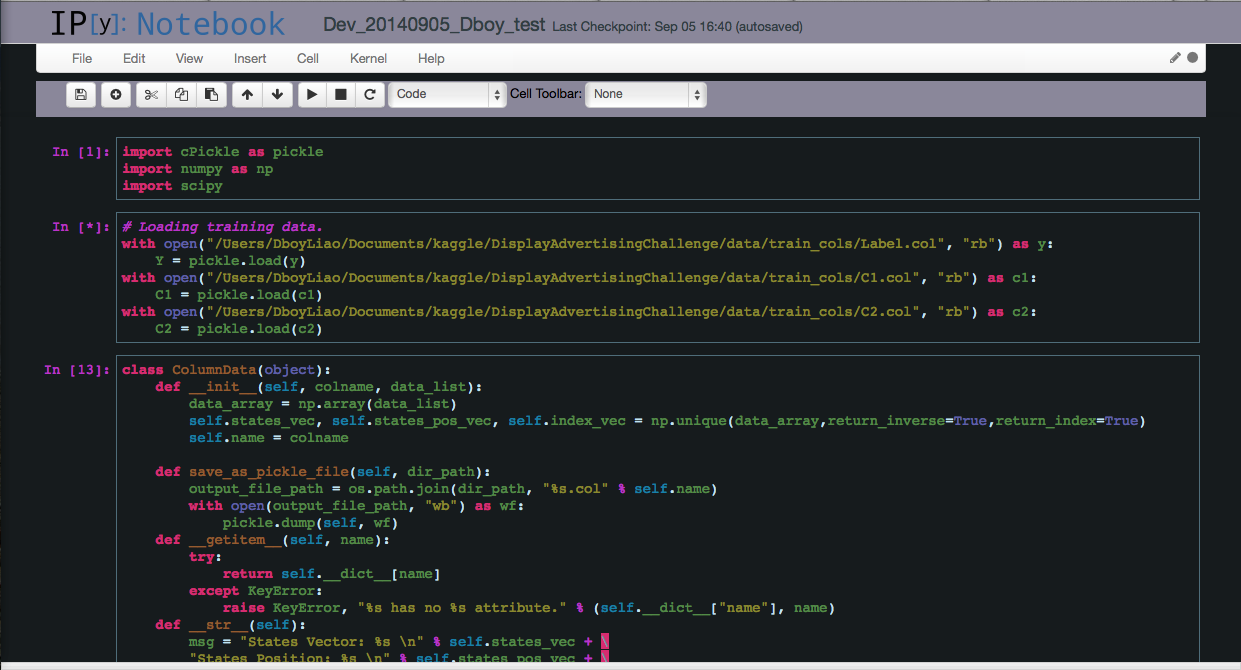 IP[y]: Notebook Dev_20140905_Dboy_test Last Checkpoint: Sep 05 16:40 (autosaved)
File Edit View Insert Cell Kernel Help
Code Cell Toolbar: None
In [1]: import cPickle as pickle
import numpy as np
import scipy
In [*]: # Loading training data.
with open("/Users/DboyLiao/Documents/kaggle/DisplayAdvertisingChallenge/data/train_cols/Label.col", "rb") as y:
    Y = pickle.load(y)
with open("/Users/DboyLiao/Documents/kaggle/DisplayAdvertisingChallenge/data/train_cols/C1.col", "rb") as c1:
    C1 = pickle.load(c1)
with open("/Users/DboyLiao/Documents/kaggle/DisplayAdvertisingChallenge/data/train_cols/C2.col", "rb") as c2:
    C2 = pickle.load(c2)
In [13]: class ColumnData(object):
    def __init__(self, colname, data_list):
        data_array = np.array(data_list)
        self.states_vec, self.states_pos_vec, self.index_vec = np.unique(data_array,return_inverse=True,return_index=True)
        self.name = colname
    def save_as_pickle_file(self, dir_path):
        output_file_path = os.path.join(dir_path, "%s.col" % self.name)
        with open(output_file_path, "wb") as wf:
            pickle.dump(self, wf)
    def __getitem__(self, name):
        try:
            return self.__dict__[name]
        except KeyError:
            raise KeyError, "%s has no %s attribute." % (self.__dict__["name"], name)
    def __str__(self):
        msg = "States Vector: %s \n" % self.states_vec + \
        "States Position: %s \n" % self.states_pos_vec + \